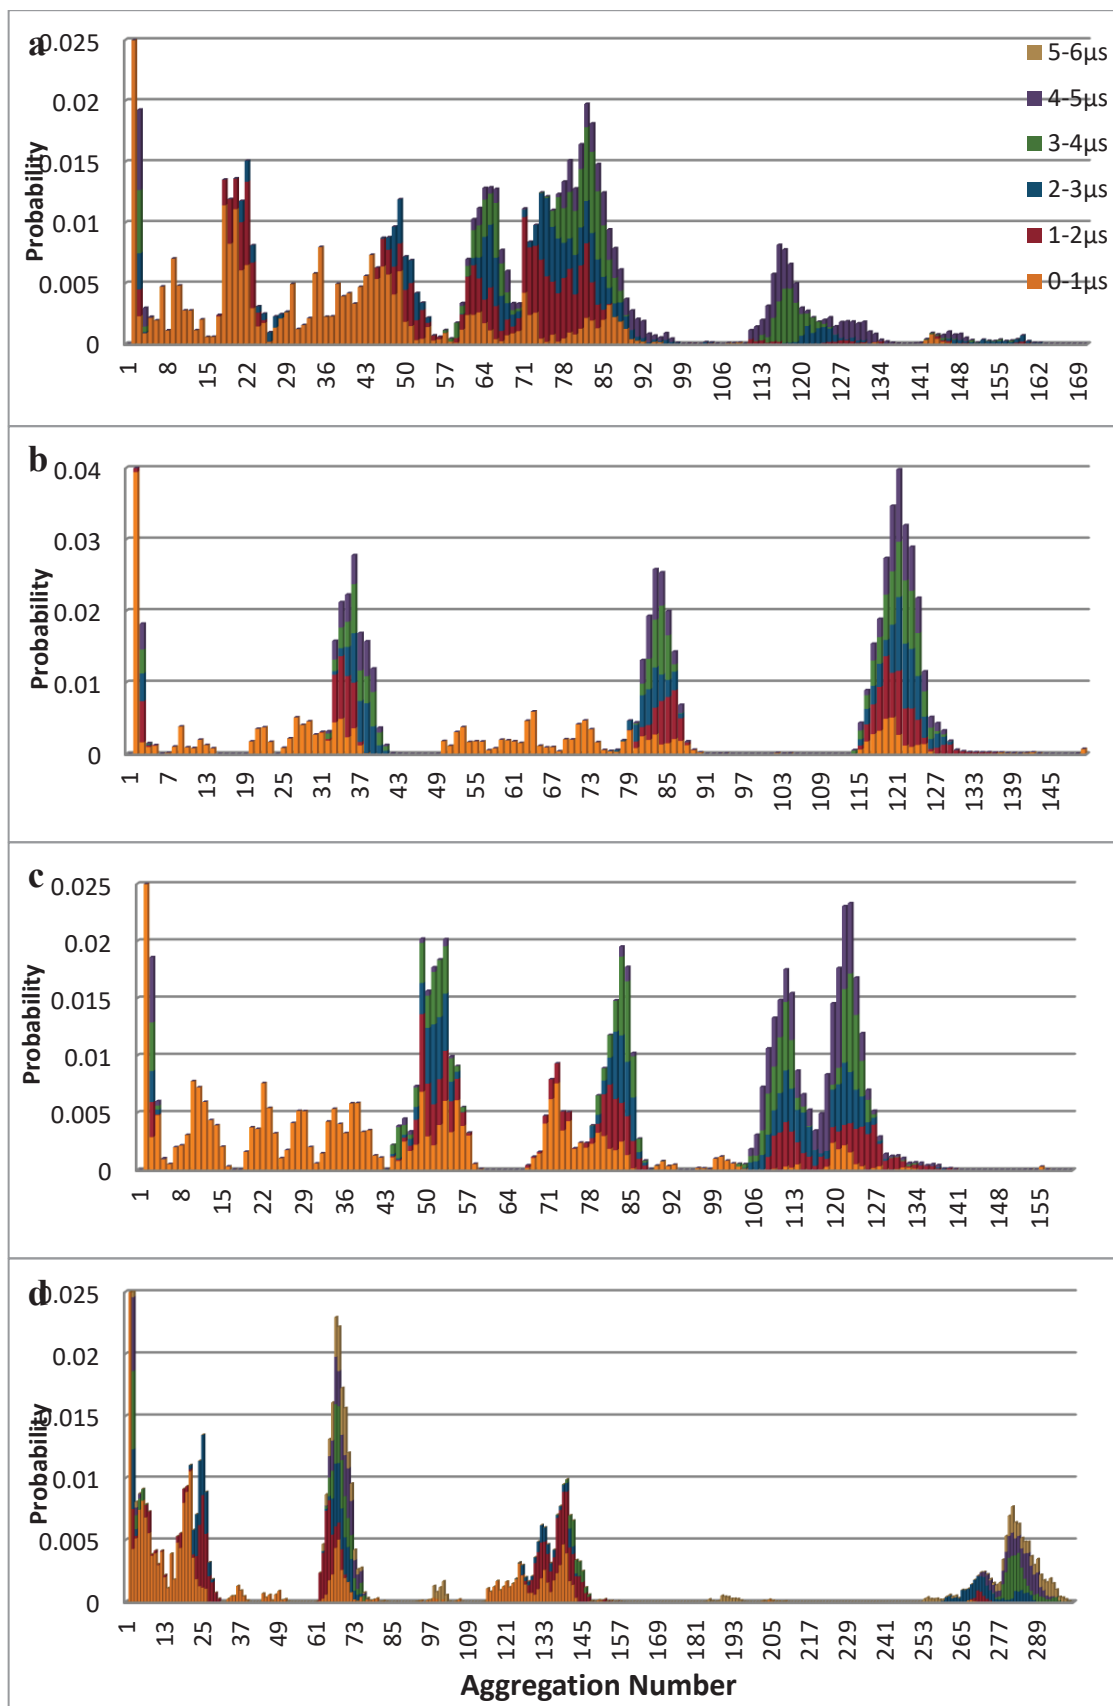 a
0.025
0.02
0.015
0.01
0.005
0
Probability
5-6µs
4-5µs
3-4µs
2-3µs
1-2µs
0-1µs
1 8 15 22 29 36 43 50 57 64 71 78 85 92 99 106 113 120 127 134 141 148 155 162 169
b
0.04
0.03
0.02
0.01
0
Probability
1 7 13 19 25 31 37 43 49 55 61 67 73 79 85 91 97 103 109 115 121 127 133 139 145
c
0.025
0.02
0.015
0.01
0.005
0
Probability
1 8 15 22 29 36 43 50 57 64 71 78 85 92 99 106 113 120 127 134 141 148 155
d
0.025
0.02
0.015
0.01
0.005
0
Probability
1 13 25 37 49 61 73 85 97 109 121 133 145 157 169 181 193 205 217 229 241 253 265 277 289
Aggregation Number